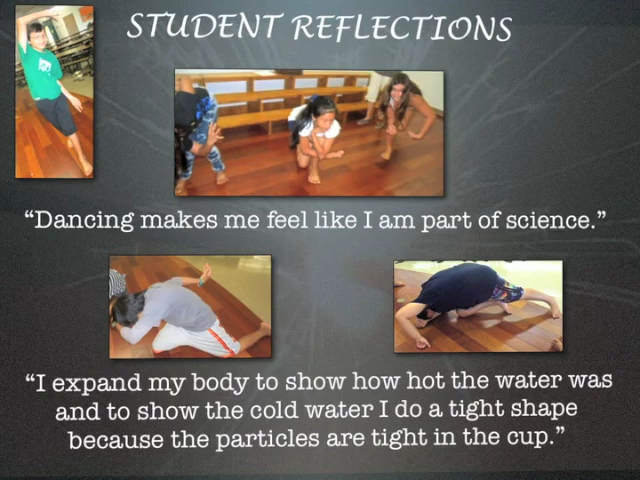 STUDENT REFLECTIONS
“Dancing makes me feel like I am part of science.”
“I expand my body to show how hot the water was
and to show the cold water I do a tight shape
because the particles are tight in the cup.”